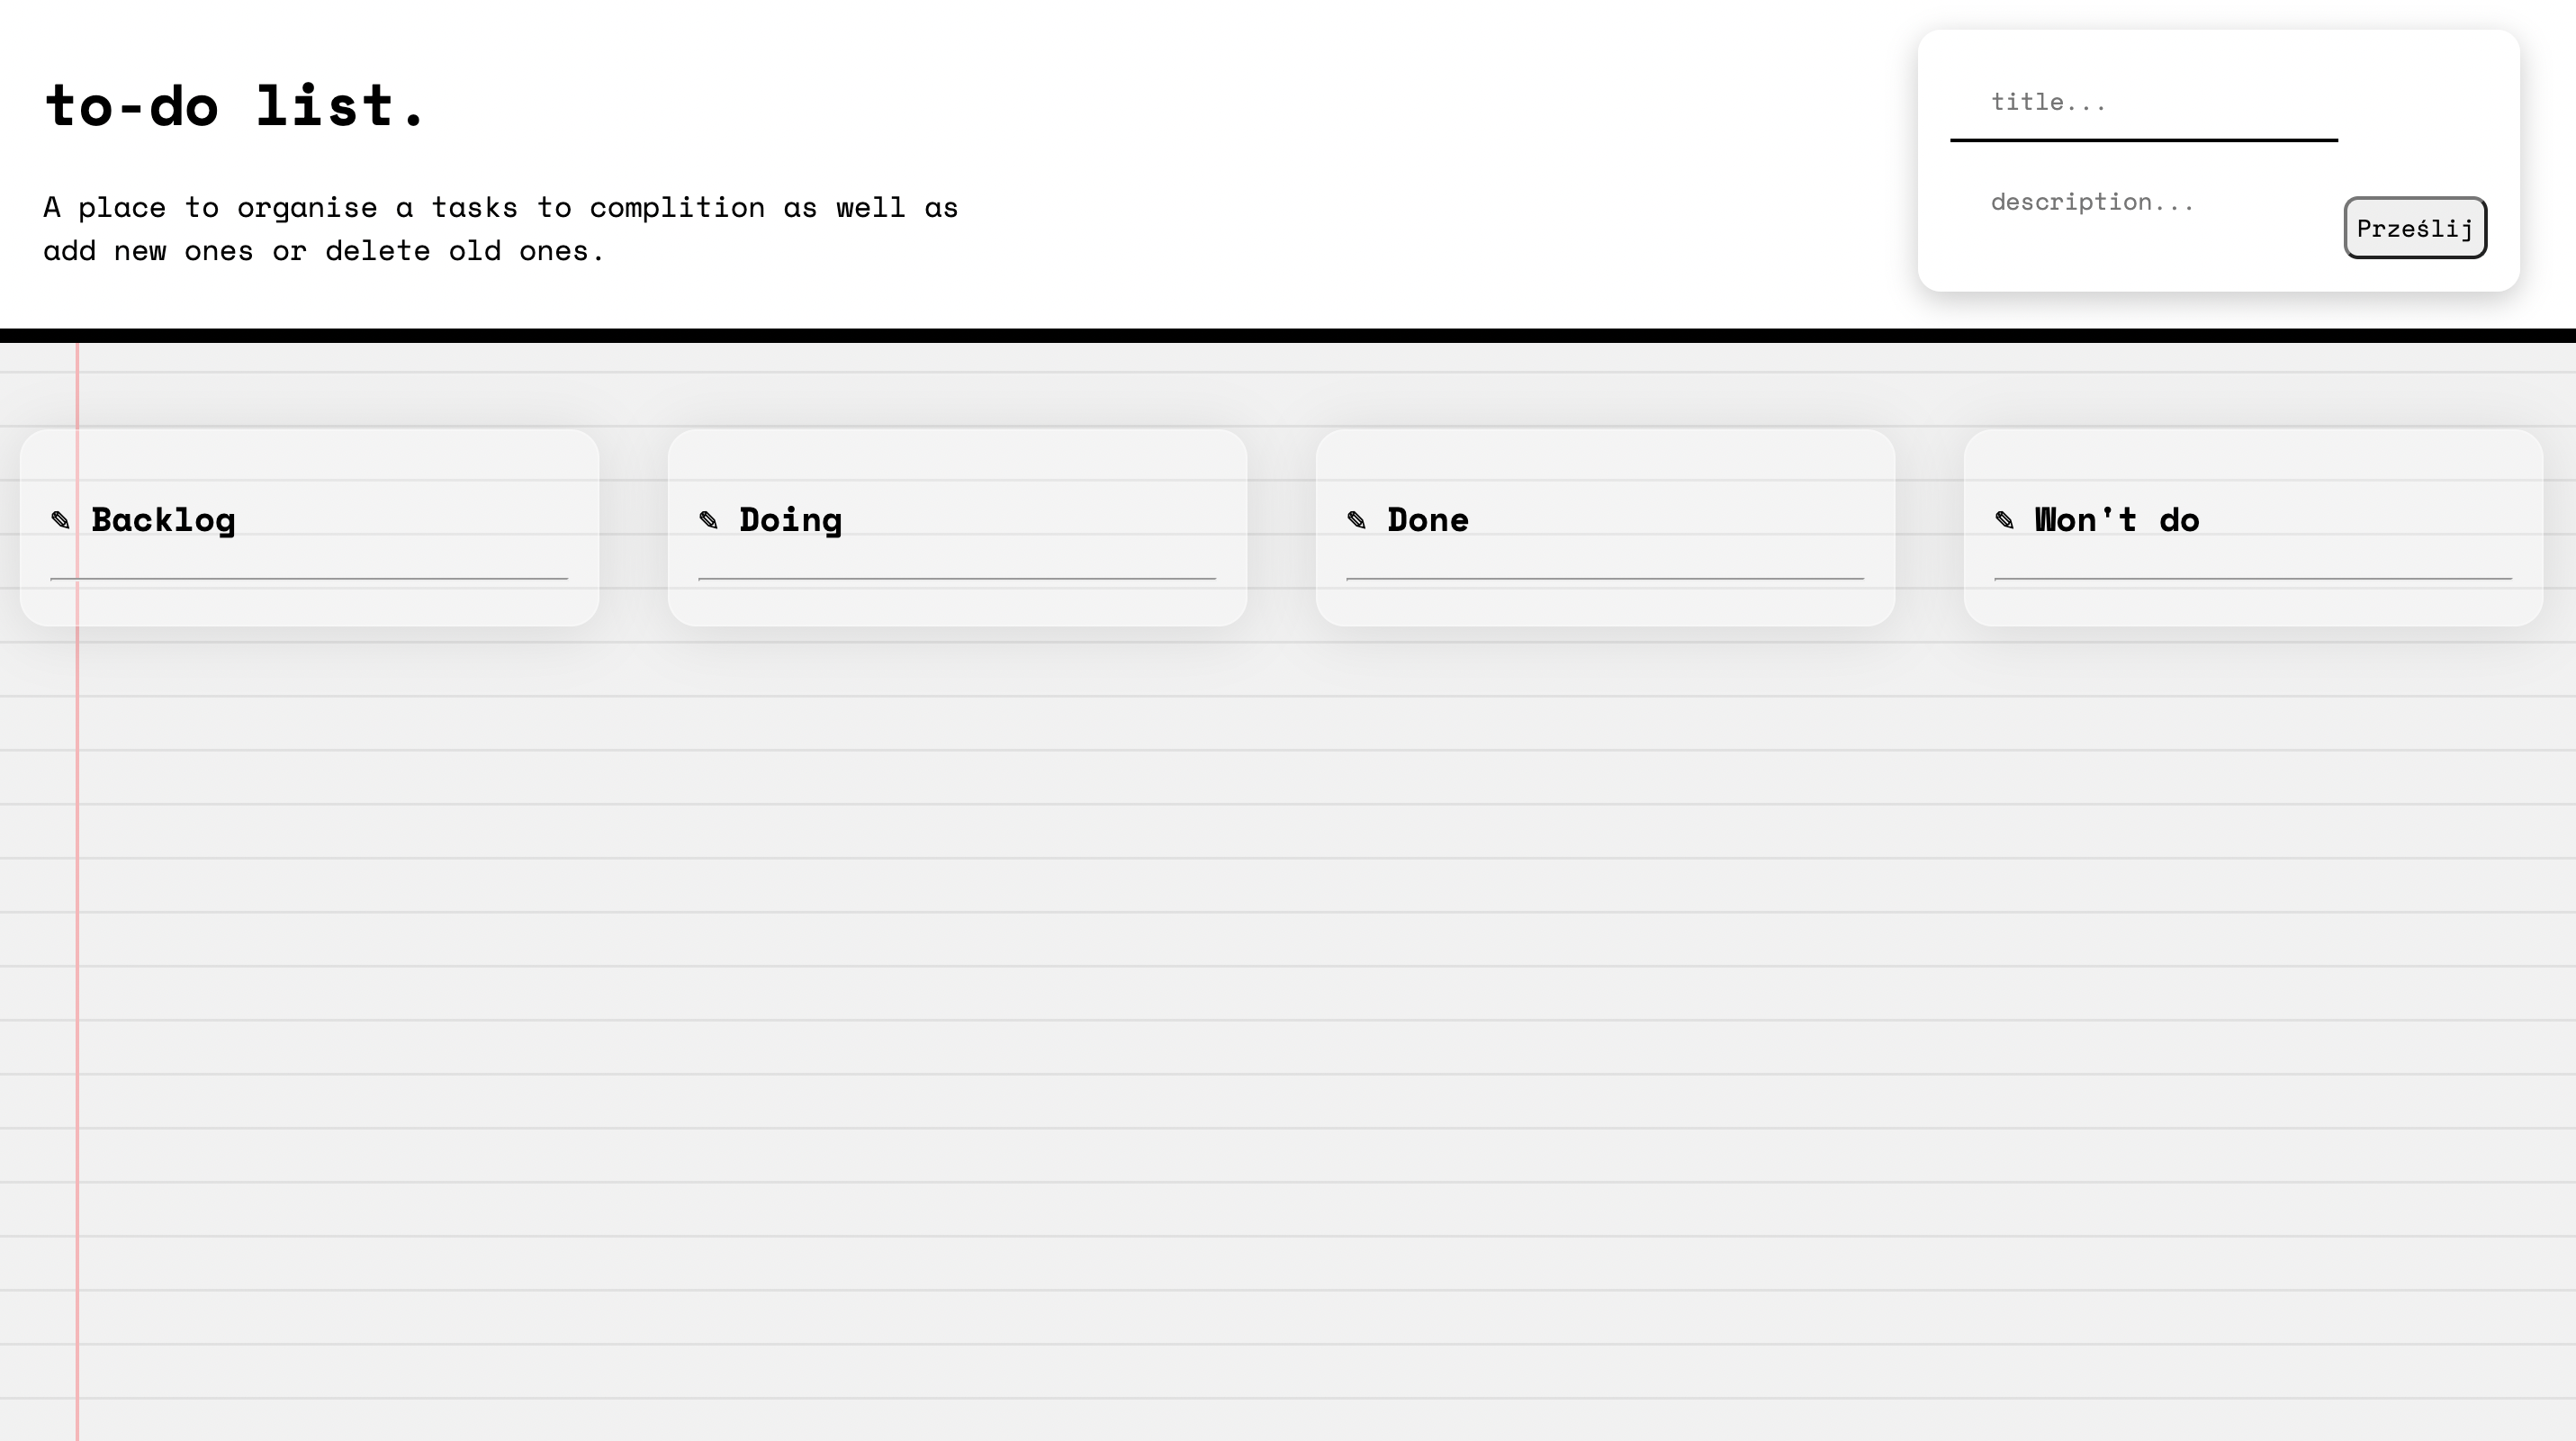 to-do list.
A place to organise a tasks to complition as well as
add new ones or delete old ones.
title...
description...
Prześlij
✎ Backlog
✎ Doing
✎ Done
✎ Won't do